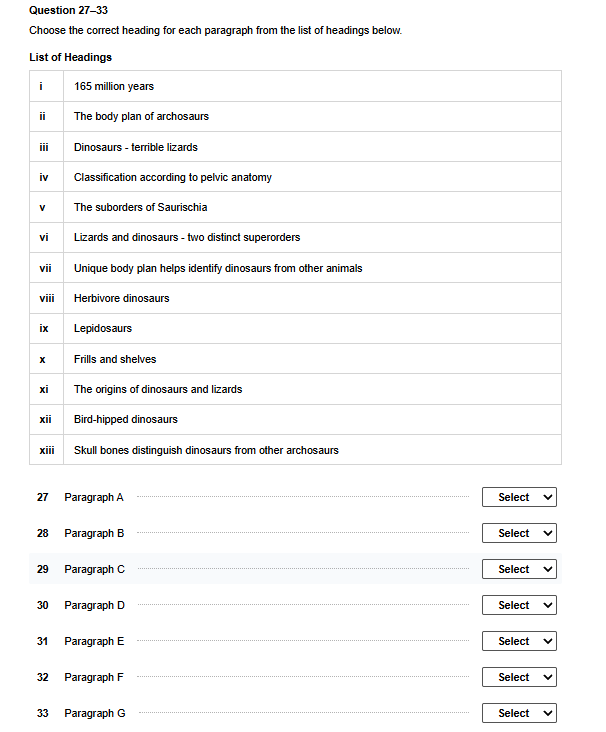 Question 27–33
Choose the correct heading for each paragraph from the list of headings below.
List of Headings
i 165 million years
ii The body plan of archosaurs
iii Dinosaurs - terrible lizards
iv Classification according to pelvic anatomy
v The suborders of Saurischia
vi Lizards and dinosaurs - two distinct superorders
vii Unique body plan helps identify dinosaurs from other animals
viii Herbivore dinosaurs
ix Lepidosaurs
x Frills and shelves
xi The origins of dinosaurs and lizards
xii Bird-hipped dinosaurs
xiii Skull bones distinguish dinosaurs from other archosaurs
27 Paragraph A Select
28 Paragraph B Select
29 Paragraph C Select
30 Paragraph D Select
31 Paragraph E Select
32 Paragraph F Select
33 Paragraph G Select